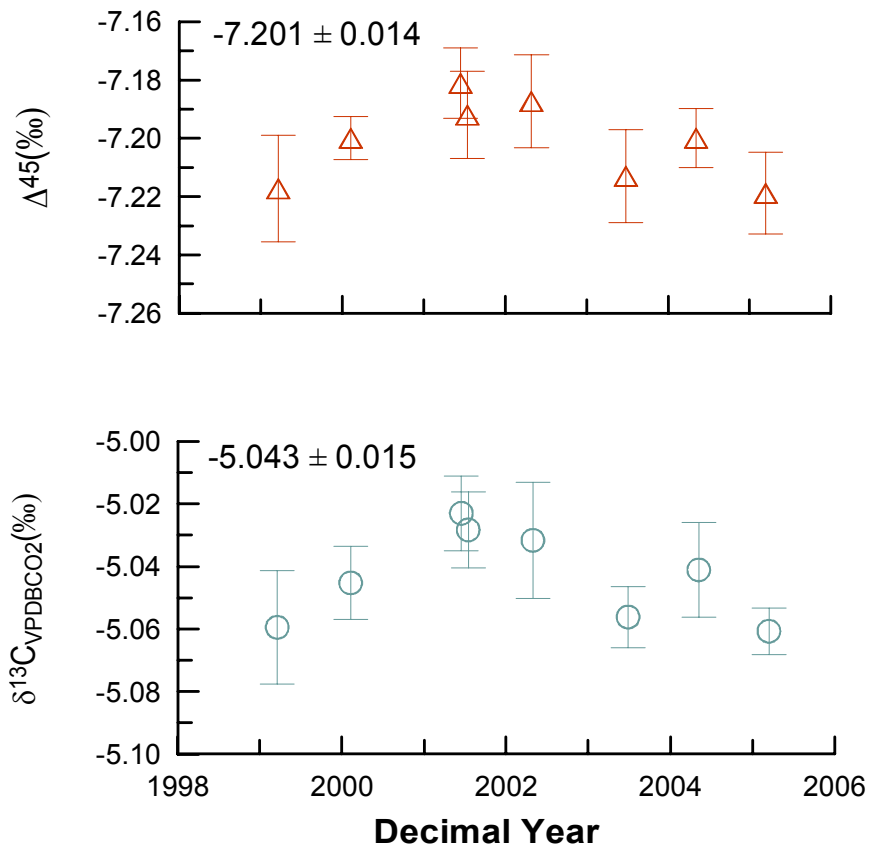 -7.201 ± 0.014
-7.16
-7.18
-7.20
-7.22
-7.24
-7.26
Δ45(‰)
-5.043 ± 0.015
-5.00
-5.02
-5.04
-5.06
-5.08
-5.10
δ13CVPDBCO2(‰)
1998 2000 2002 2004 2006
Decimal Year